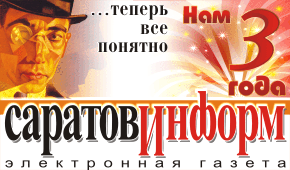 ...теперь
все
понятно
Нам
3
года
саратовинформ
электронная газета